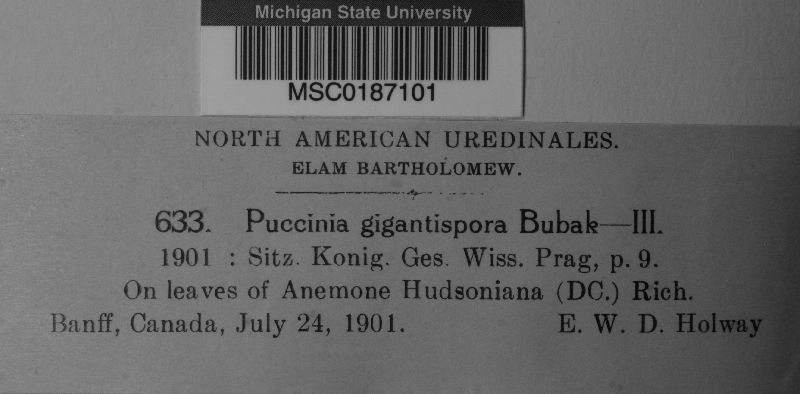 Michigan State University
MSC0187101
NORTH AMERICAN UREDINALES.
ELAM BARTHOLOMEW.
633. Puccinia gigantispora Bubak—III.
1901 : Sitz. Konig. Ges. Wiss. Prag, p. 9.
On leaves of Anemone Hudsoniana (DC.) Rich.
Banff, Canada, July 24, 1901. E. W. D. Holway